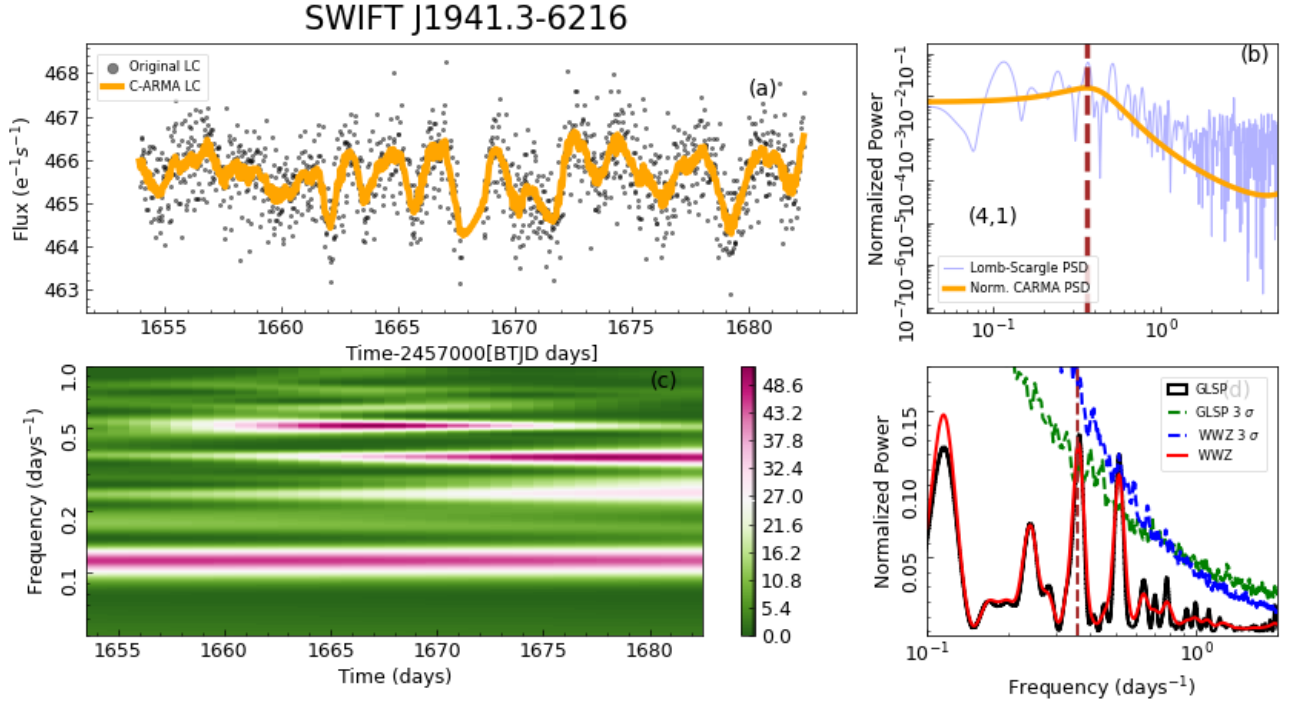 SWIFT J1941.3-6216
Original LC
C-ARMA LC
(a)
Flux (e⁻¹s⁻¹)
468
467
466
465
464
463
1655 1660 1665 1670 1675 1680
Time-2457000[BTJD days]
(b)
Normalized Power
10⁻¹
10⁻²
10⁻³
10⁻⁴
10⁻⁵
10⁻⁶
10⁻⁷
(4,1)
Lomb-Scargle PSD
Norm. CARMA PSD
10⁻¹ 10⁰
(c)
Frequency (days⁻¹)
1.0
0.5
0.2
0.1
1655 1660 1665 1670 1675 1680
Time (days)
48.6
43.2
37.8
32.4
27.0
21.6
16.2
10.8
5.4
0.0
(d)
Normalized Power
0.15
0.10
0.05
GLSP
GLSP 3 σ
WWZ 3 σ
WWZ
10⁻¹ 10⁰
Frequency (days⁻¹)